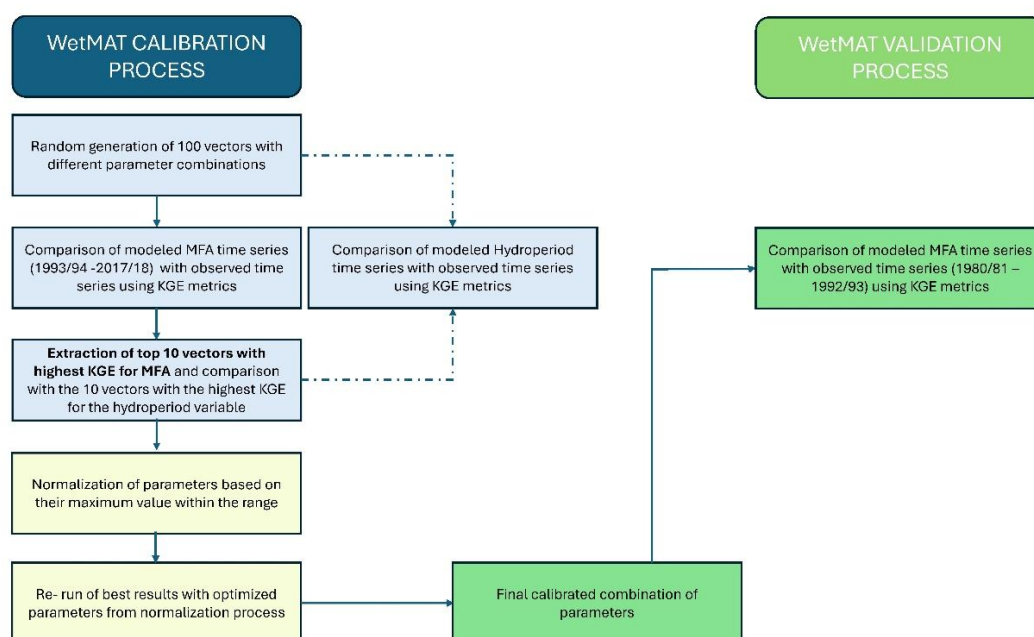 WetMAT CALIBRATION
PROCESS
WetMAT VALIDATION
PROCESS
Random generation of 100 vectors with
different parameter combinations
Comparison of modeled MFA time series
(1993/94 -2017/18) with observed time
series using KGE metrics
Comparison of modeled Hydroperiod
time series with observed time series
using KGE metrics
Comparison of modeled MFA time series
with observed time series (1980/81 –
1992/93) using KGE metrics
Extraction of top 10 vectors with
highest KGE for MFA and comparison
with the 10 vectors with the highest KGE
for the hydroperiod variable
Normalization of parameters based on
their maximum value within the range
Re- run of best results with optimized
parameters from normalization process
Final calibrated combination of
parameters